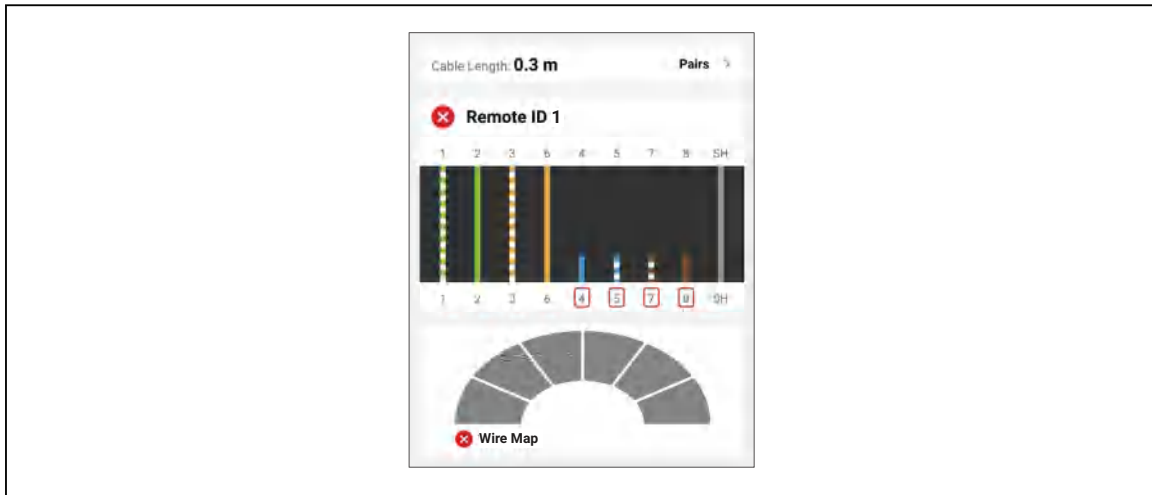 Cable Length: 0.3 m Pairs >
Remote ID 1
1 2 3 6 4 5 7 8 SH
1 2 3 6 4 5 7 8 SH
Wire Map